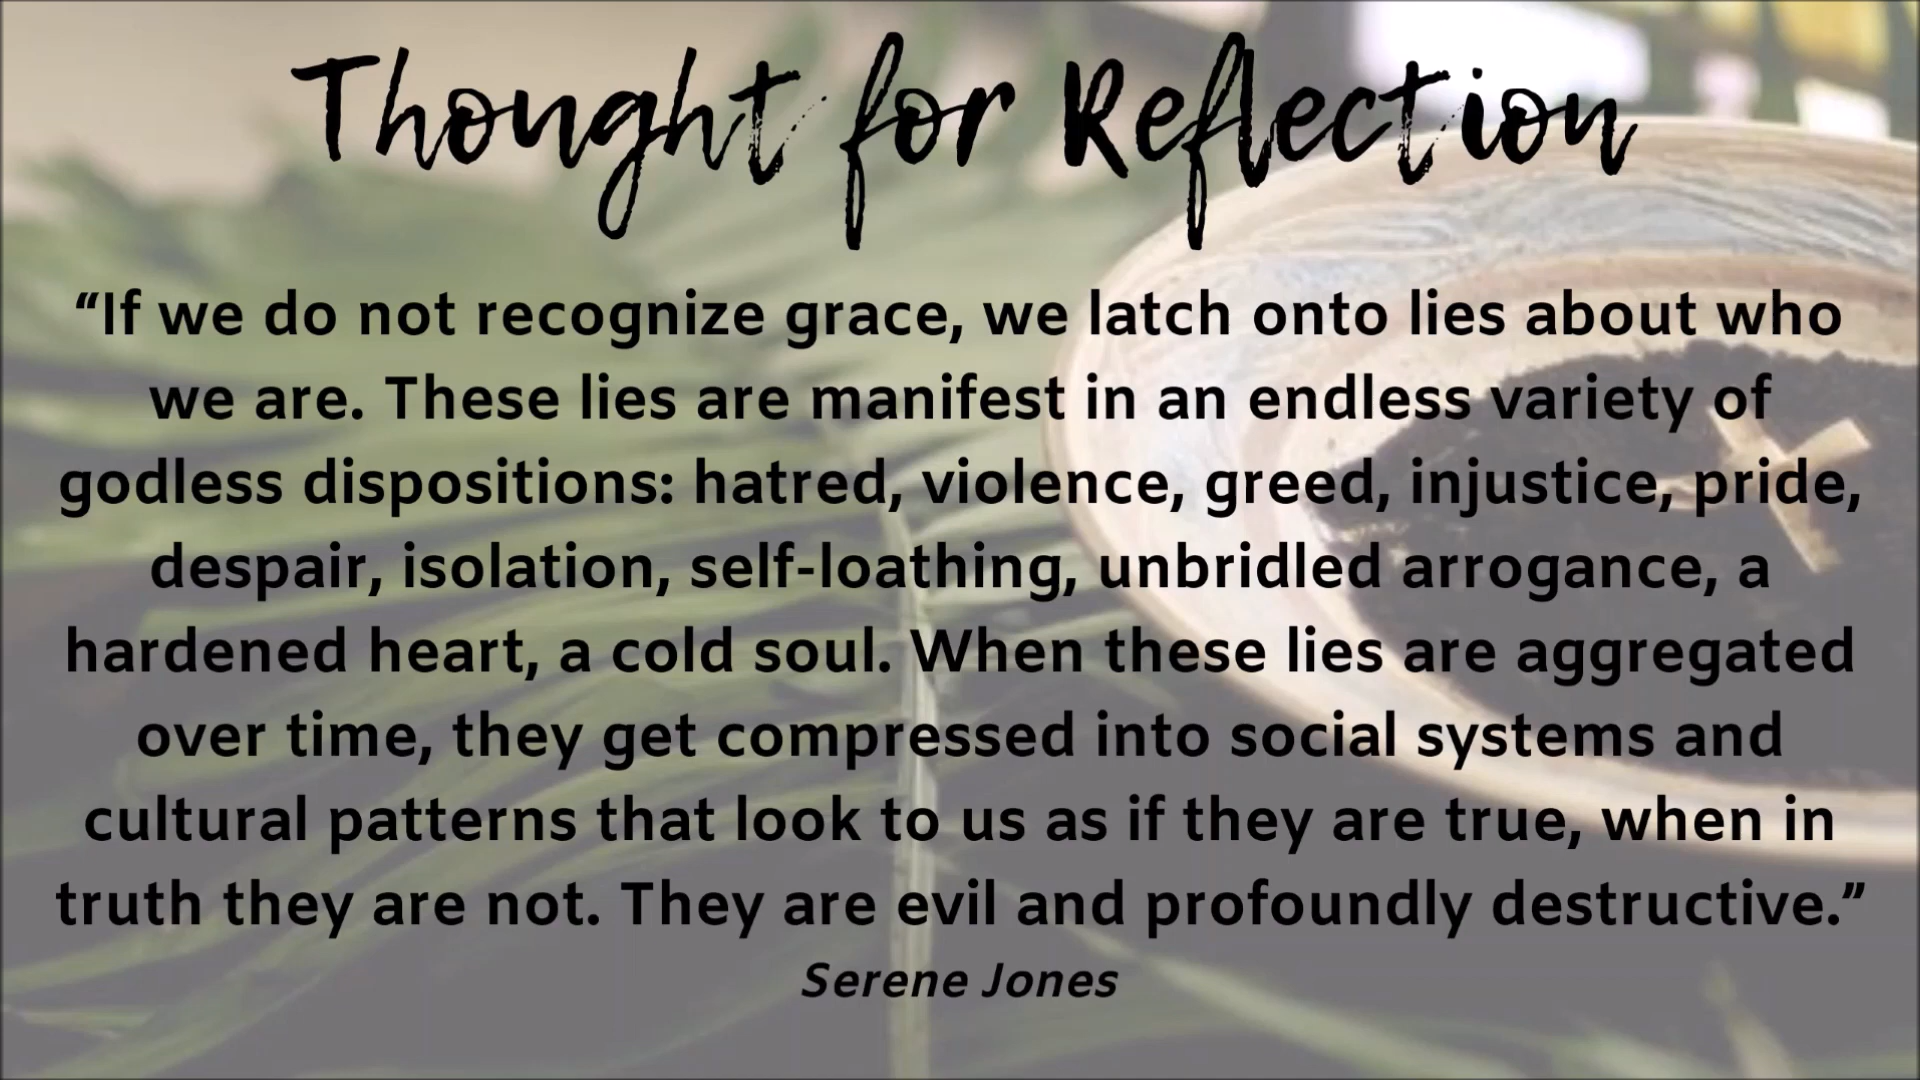 Thought for Reflection
“If we do not recognize grace, we latch onto lies about who
we are. These lies are manifest in an endless variety of
godless dispositions: hatred, violence, greed, injustice, pride,
despair, isolation, self-loathing, unbridled arrogance, a
hardened heart, a cold soul. When these lies are aggregated
over time, they get compressed into social systems and
cultural patterns that look to us as if they are true, when in
truth they are not. They are evil and profoundly destructive.”
Serene Jones